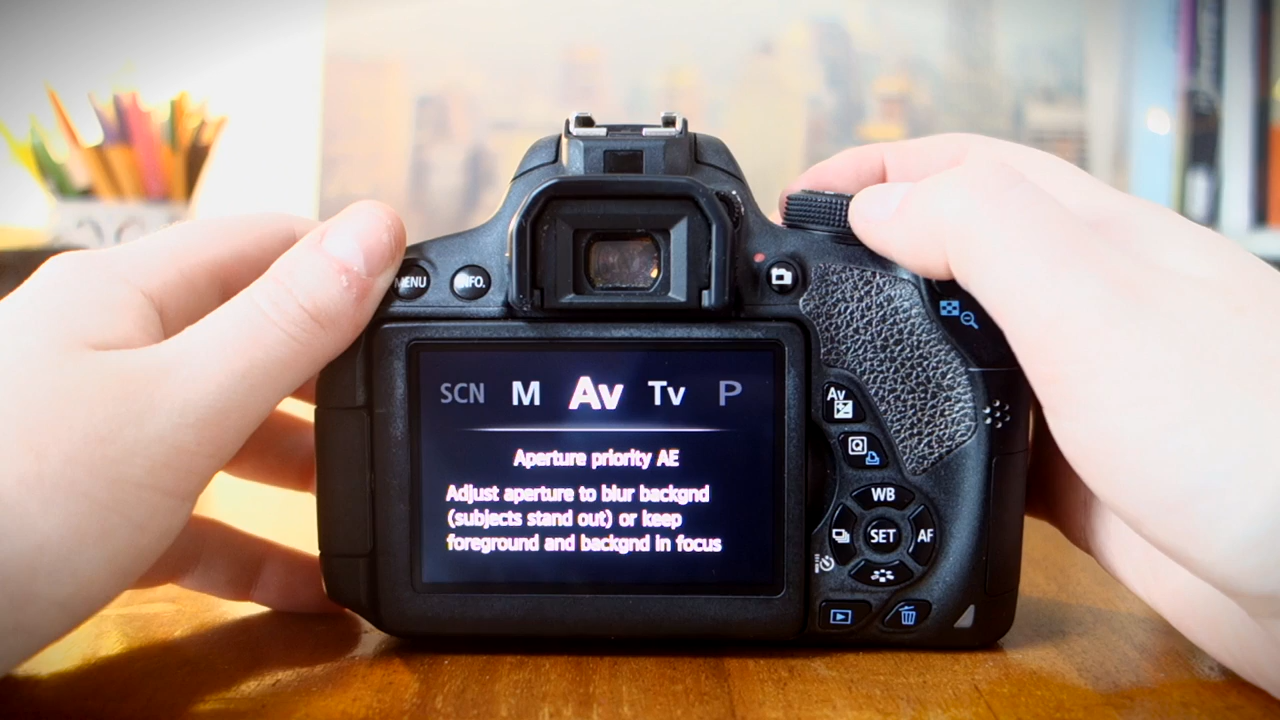 MENU INFO.
SCN M Av Tv P
Aperture priority AE
Adjust aperture to blur backgnd
(subjects stand out) or keep
foreground and backgnd in focus
Av
Q
WB
SET AF